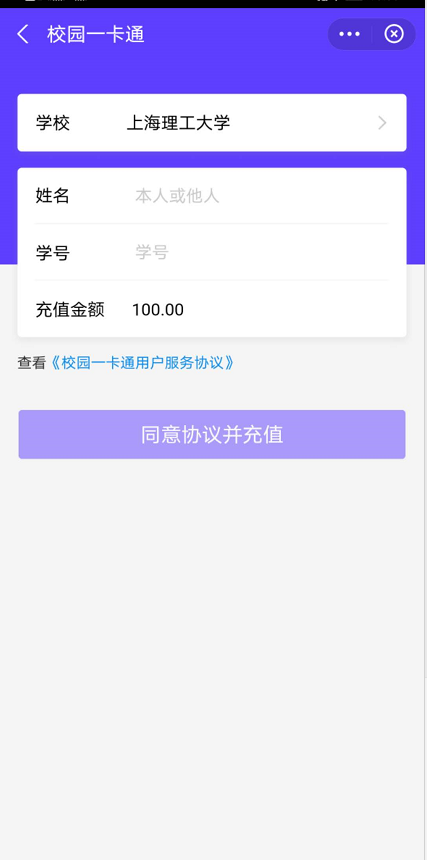 校园一卡通
学校 上海理工大学
姓名 本人或他人
学号 学号
充值金额 100.00
查看《校园一卡通用户服务协议》
同意协议并充值